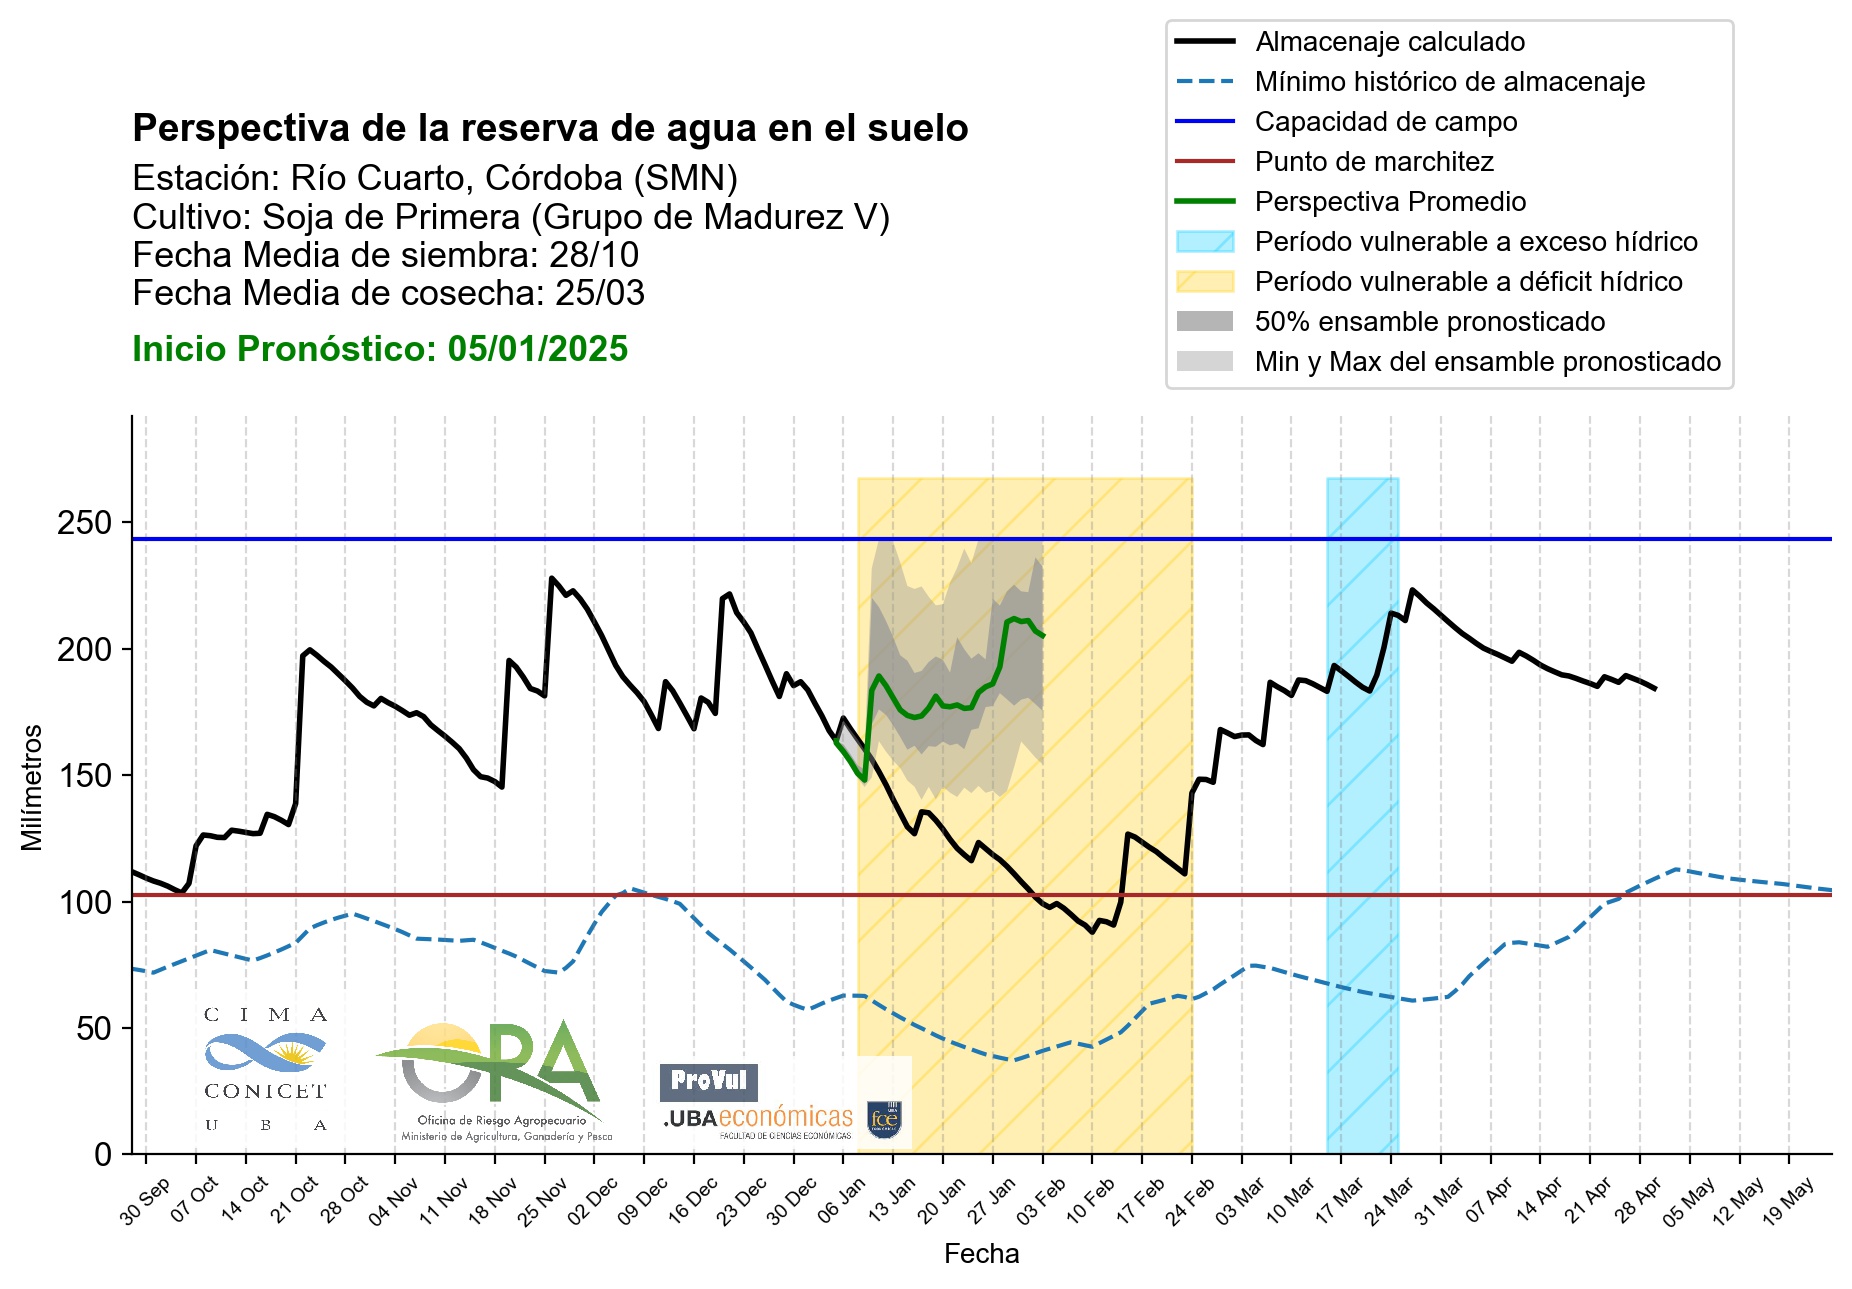 Almacenaje calculado
Mínimo histórico de almacenaje
Capacidad de campo
Punto de marchitez
Perspectiva Promedio
Período vulnerable a exceso hídrico
Período vulnerable a déficit hídrico
50% ensamble pronosticado
Min y Max del ensamble pronosticado
Perspectiva de la reserva de agua en el suelo
Estación: Río Cuarto, Córdoba (SMN)
Cultivo: Soja de Primera (Grupo de Madurez V)
Fecha Media de siembra: 28/10
Fecha Media de cosecha: 25/03
Inicio Pronóstico: 05/01/2025
250
200
150
100
50
0
Milímetros
C I M A
CONICET
U B A
ORA
Oficina de Riesgo Agropecuario
Ministerio de Agricultura, Ganadería y Pesca
ProVul
.UBAeconómicas
FACULTAD DE CIENCIAS ECONÓMICAS
fce
30 Sep
07 Oct
14 Oct
21 Oct
28 Oct
04 Nov
11 Nov
18 Nov
25 Nov
02 Dec
09 Dec
16 Dec
23 Dec
30 Dec
06 Jan
13 Jan
20 Jan
27 Jan
03 Feb
10 Feb
17 Feb
24 Feb
03 Mar
10 Mar
17 Mar
24 Mar
31 Mar
07 Apr
14 Apr
21 Apr
28 Apr
05 May
12 May
19 May
Fecha